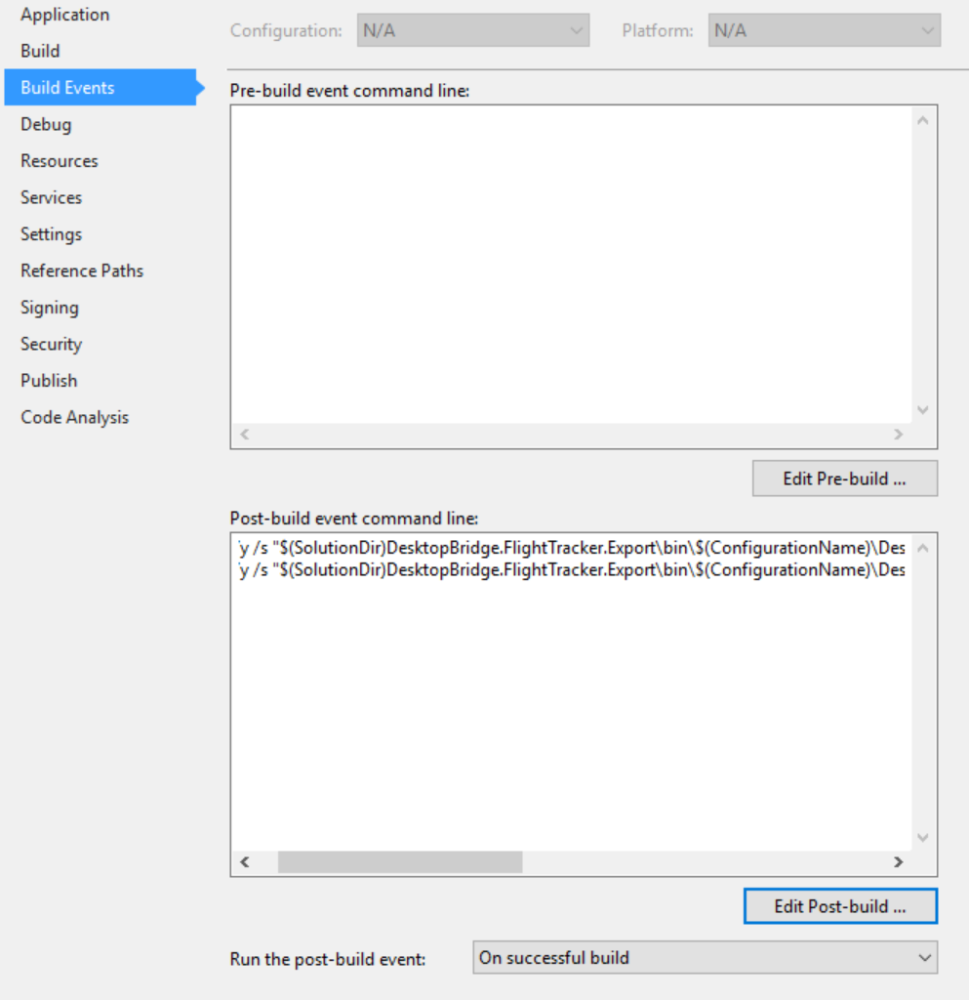 Application
Build
Build Events
Debug
Resources
Services
Settings
Reference Paths
Signing
Security
Publish
Code Analysis
Configuration: N/A Platform: N/A
Pre-build event command line:
Edit Pre-build ...
Post-build event command line:
y /s "$(SolutionDir)DesktopBridge.FlightTracker.Export\bin\$(ConfigurationName)\Des
y /s "$(SolutionDir)DesktopBridge.FlightTracker.Export\bin\$(ConfigurationName)\Des
Edit Post-build ...
Run the post-build event: On successful build